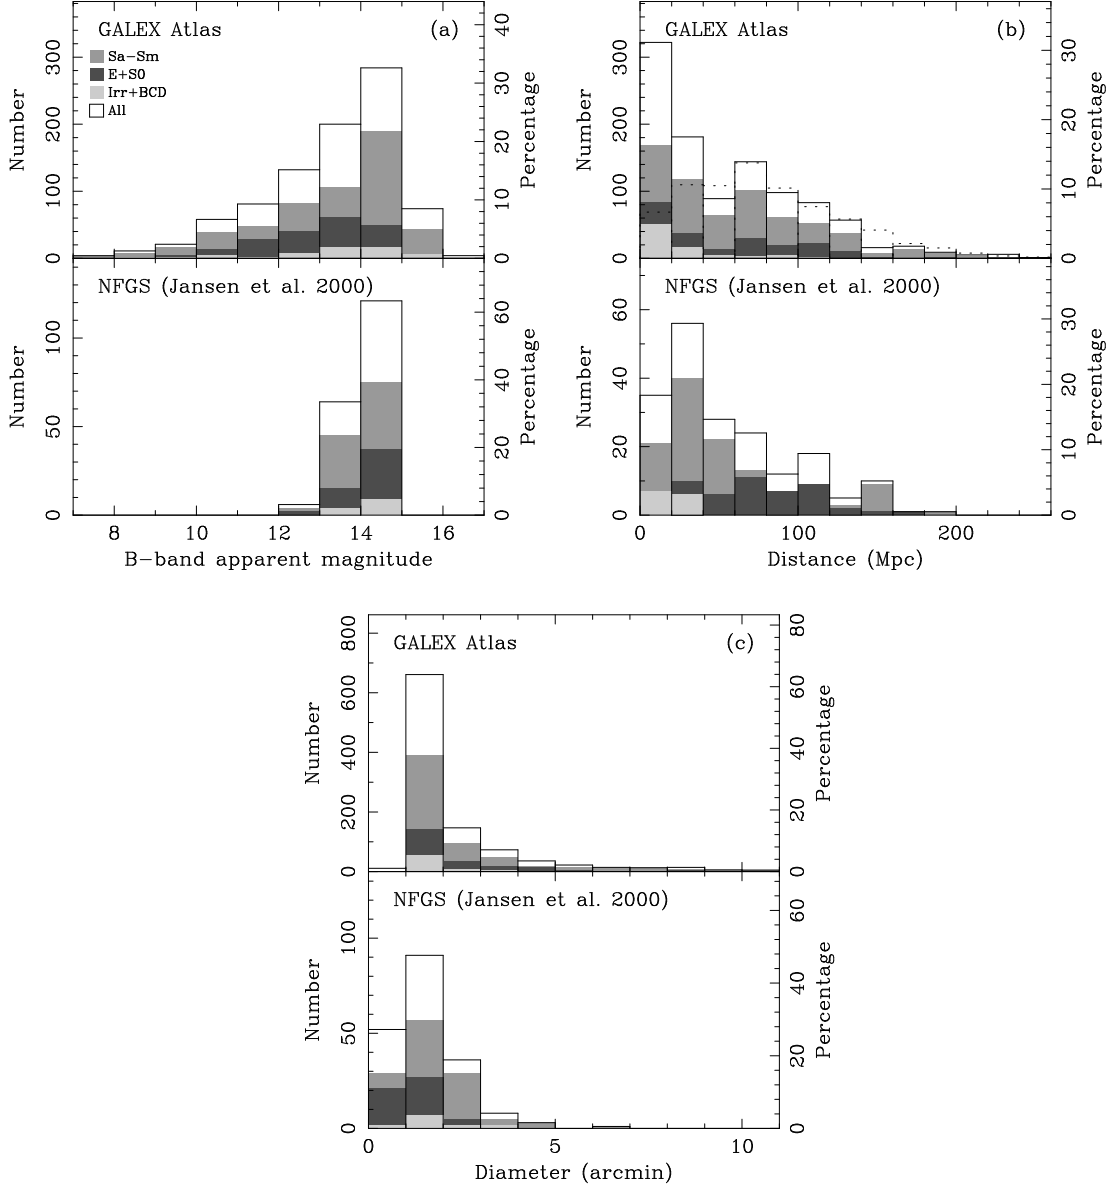 GALEX Atlas (a)
Sa-Sm
E+S0
Irr+BCD
All
Number
0 100 200 300
Percentage
0 10 20 30 40
NFGS (Jansen et al. 2000)
Number
0 50 100
Percentage
0 20 40 60
8 10 12 14 16
B-band apparent magnitude
GALEX Atlas (b)
Number
0 100 200 300
Percentage
0 10 20 30
NFGS (Jansen et al. 2000)
Number
0 20 40 60
Percentage
0 10 20 30
0 100 200
Distance (Mpc)
GALEX Atlas (c)
Number
0 200 400 600 800
Percentage
0 20 40 60 80
NFGS (Jansen et al. 2000)
Number
0 50 100
Percentage
0 20 40 60
0 5 10
Diameter (arcmin)